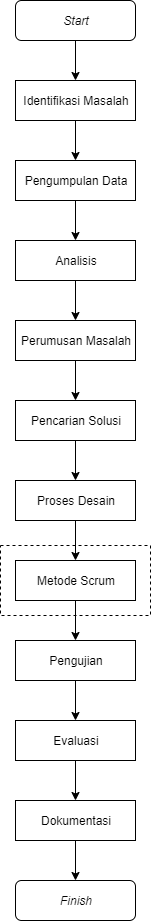 Start
Identifikasi Masalah
Pengumpulan Data
Analisis
Perumusan Masalah
Pencarian Solusi
Proses Desain
Metode Scrum
Pengujian
Evaluasi
Dokumentasi
Finish